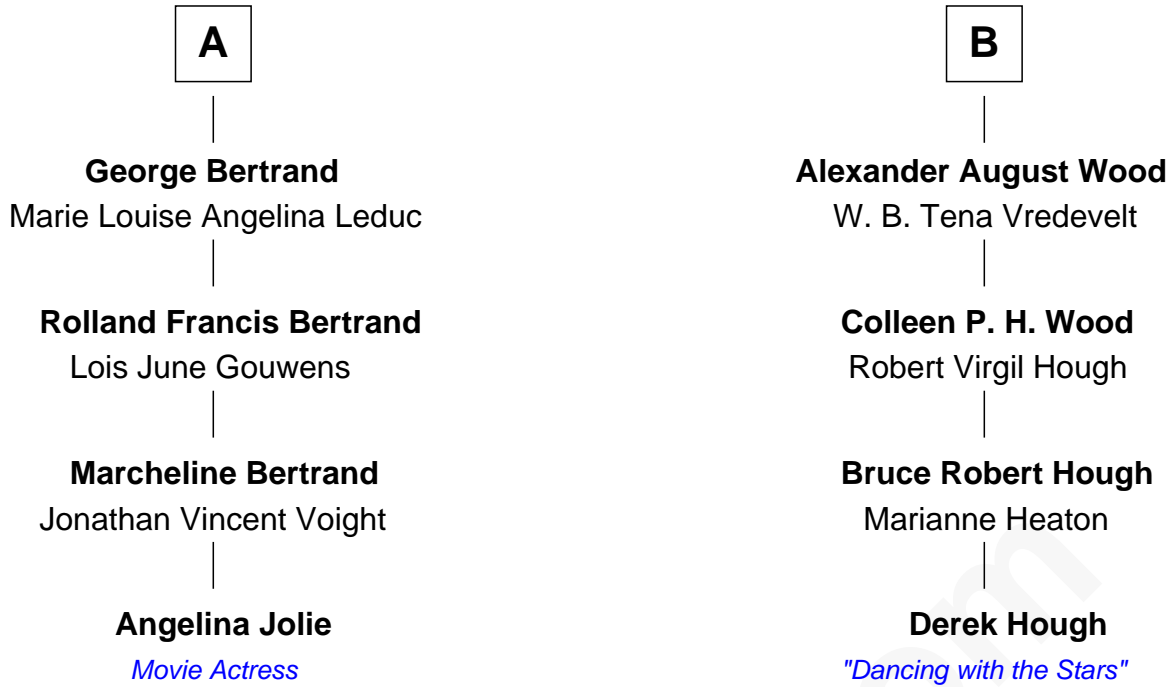 A
B
George Bertrand
Marie Louise Angelina Leduc
Alexander August Wood
W. B. Tena Vredevelt
Rolland Francis Bertrand
Lois June Gouwens
Colleen P. H. Wood
Robert Virgil Hough
Marcheline Bertrand
Jonathan Vincent Voight
Bruce Robert Hough
Marianne Heaton
Angelina Jolie
Movie Actress
Derek Hough
"Dancing with the Stars"